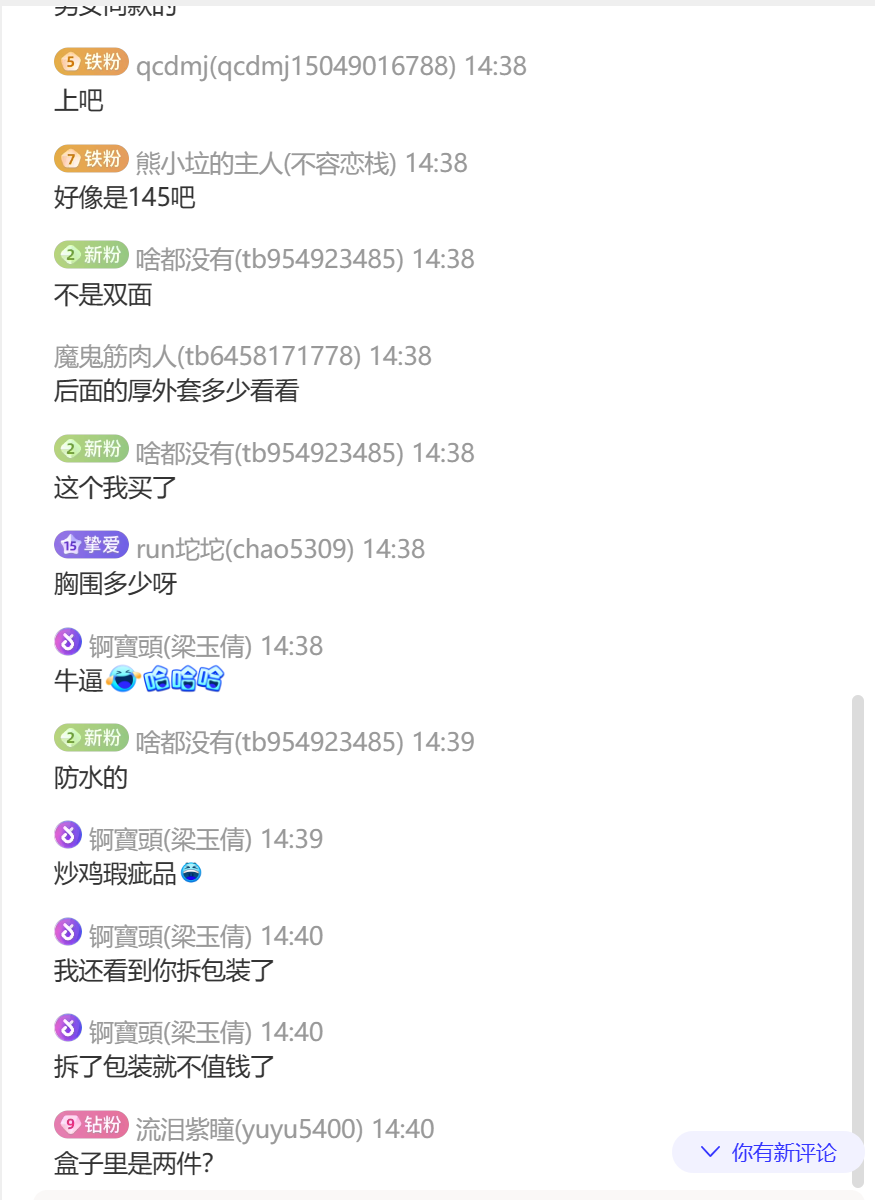 男女同款的
5 铁粉 qcdmj(qcdmj15049016788) 14:38
上吧
7 铁粉 熊小垃的主人(不容恋栈) 14:38
好像是145吧
2 新粉 啥都没有(tb954923485) 14:38
不是双面
魔鬼筋肉人(tb6458171778) 14:38
后面的厚外套多少看看
2 新粉 啥都没有(tb954923485) 14:38
这个我买了
15 挚爱 run坨坨(chao5309) 14:38
胸围多少呀
锕寶頭(梁玉倩) 14:38
牛逼哈哈哈
2 新粉 啥都没有(tb954923485) 14:39
防水的
锕寶頭(梁玉倩) 14:39
炒鸡瑕疵品
锕寶頭(梁玉倩) 14:40
我还看到你拆包装了
锕寶頭(梁玉倩) 14:40
拆了包装就不值钱了
9 钻粉 流泪紫瞳(yuyu5400) 14:40
盒子里是两件?
你有新评论